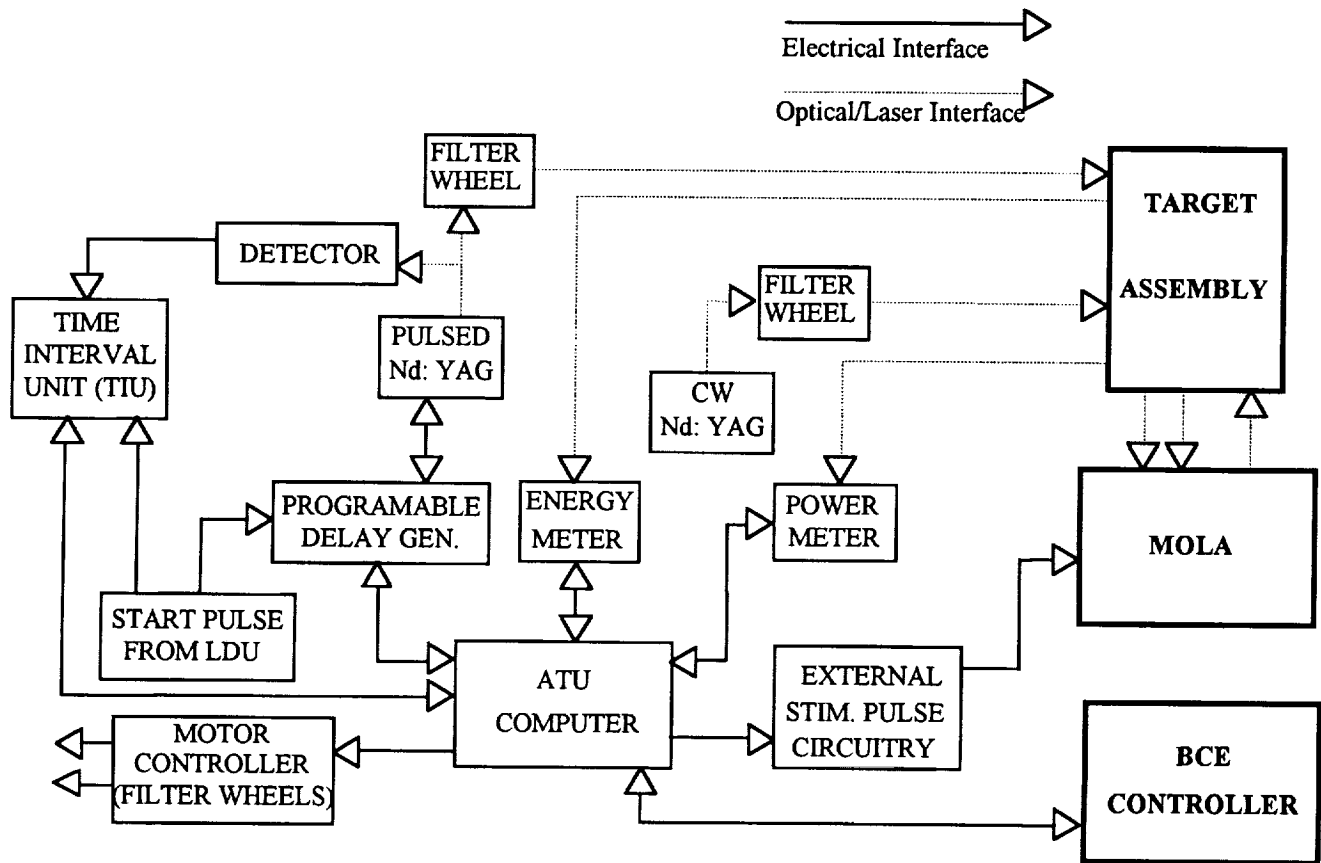 Electrical Interface
Optical/Laser Interface
FILTER
WHEEL
TARGET
ASSEMBLY
DETECTOR
FILTER
WHEEL
TIME
INTERVAL
UNIT (TIU)
PULSED
Nd: YAG
CW
Nd: YAG
PROGRAMABLE
DELAY GEN.
ENERGY
METER
POWER
METER
MOLA
START PULSE
FROM LDU
ATU
COMPUTER
EXTERNAL
STIM. PULSE
CIRCUITRY
MOTOR
CONTROLLER
(FILTER WHEELS)
BCE
CONTROLLER